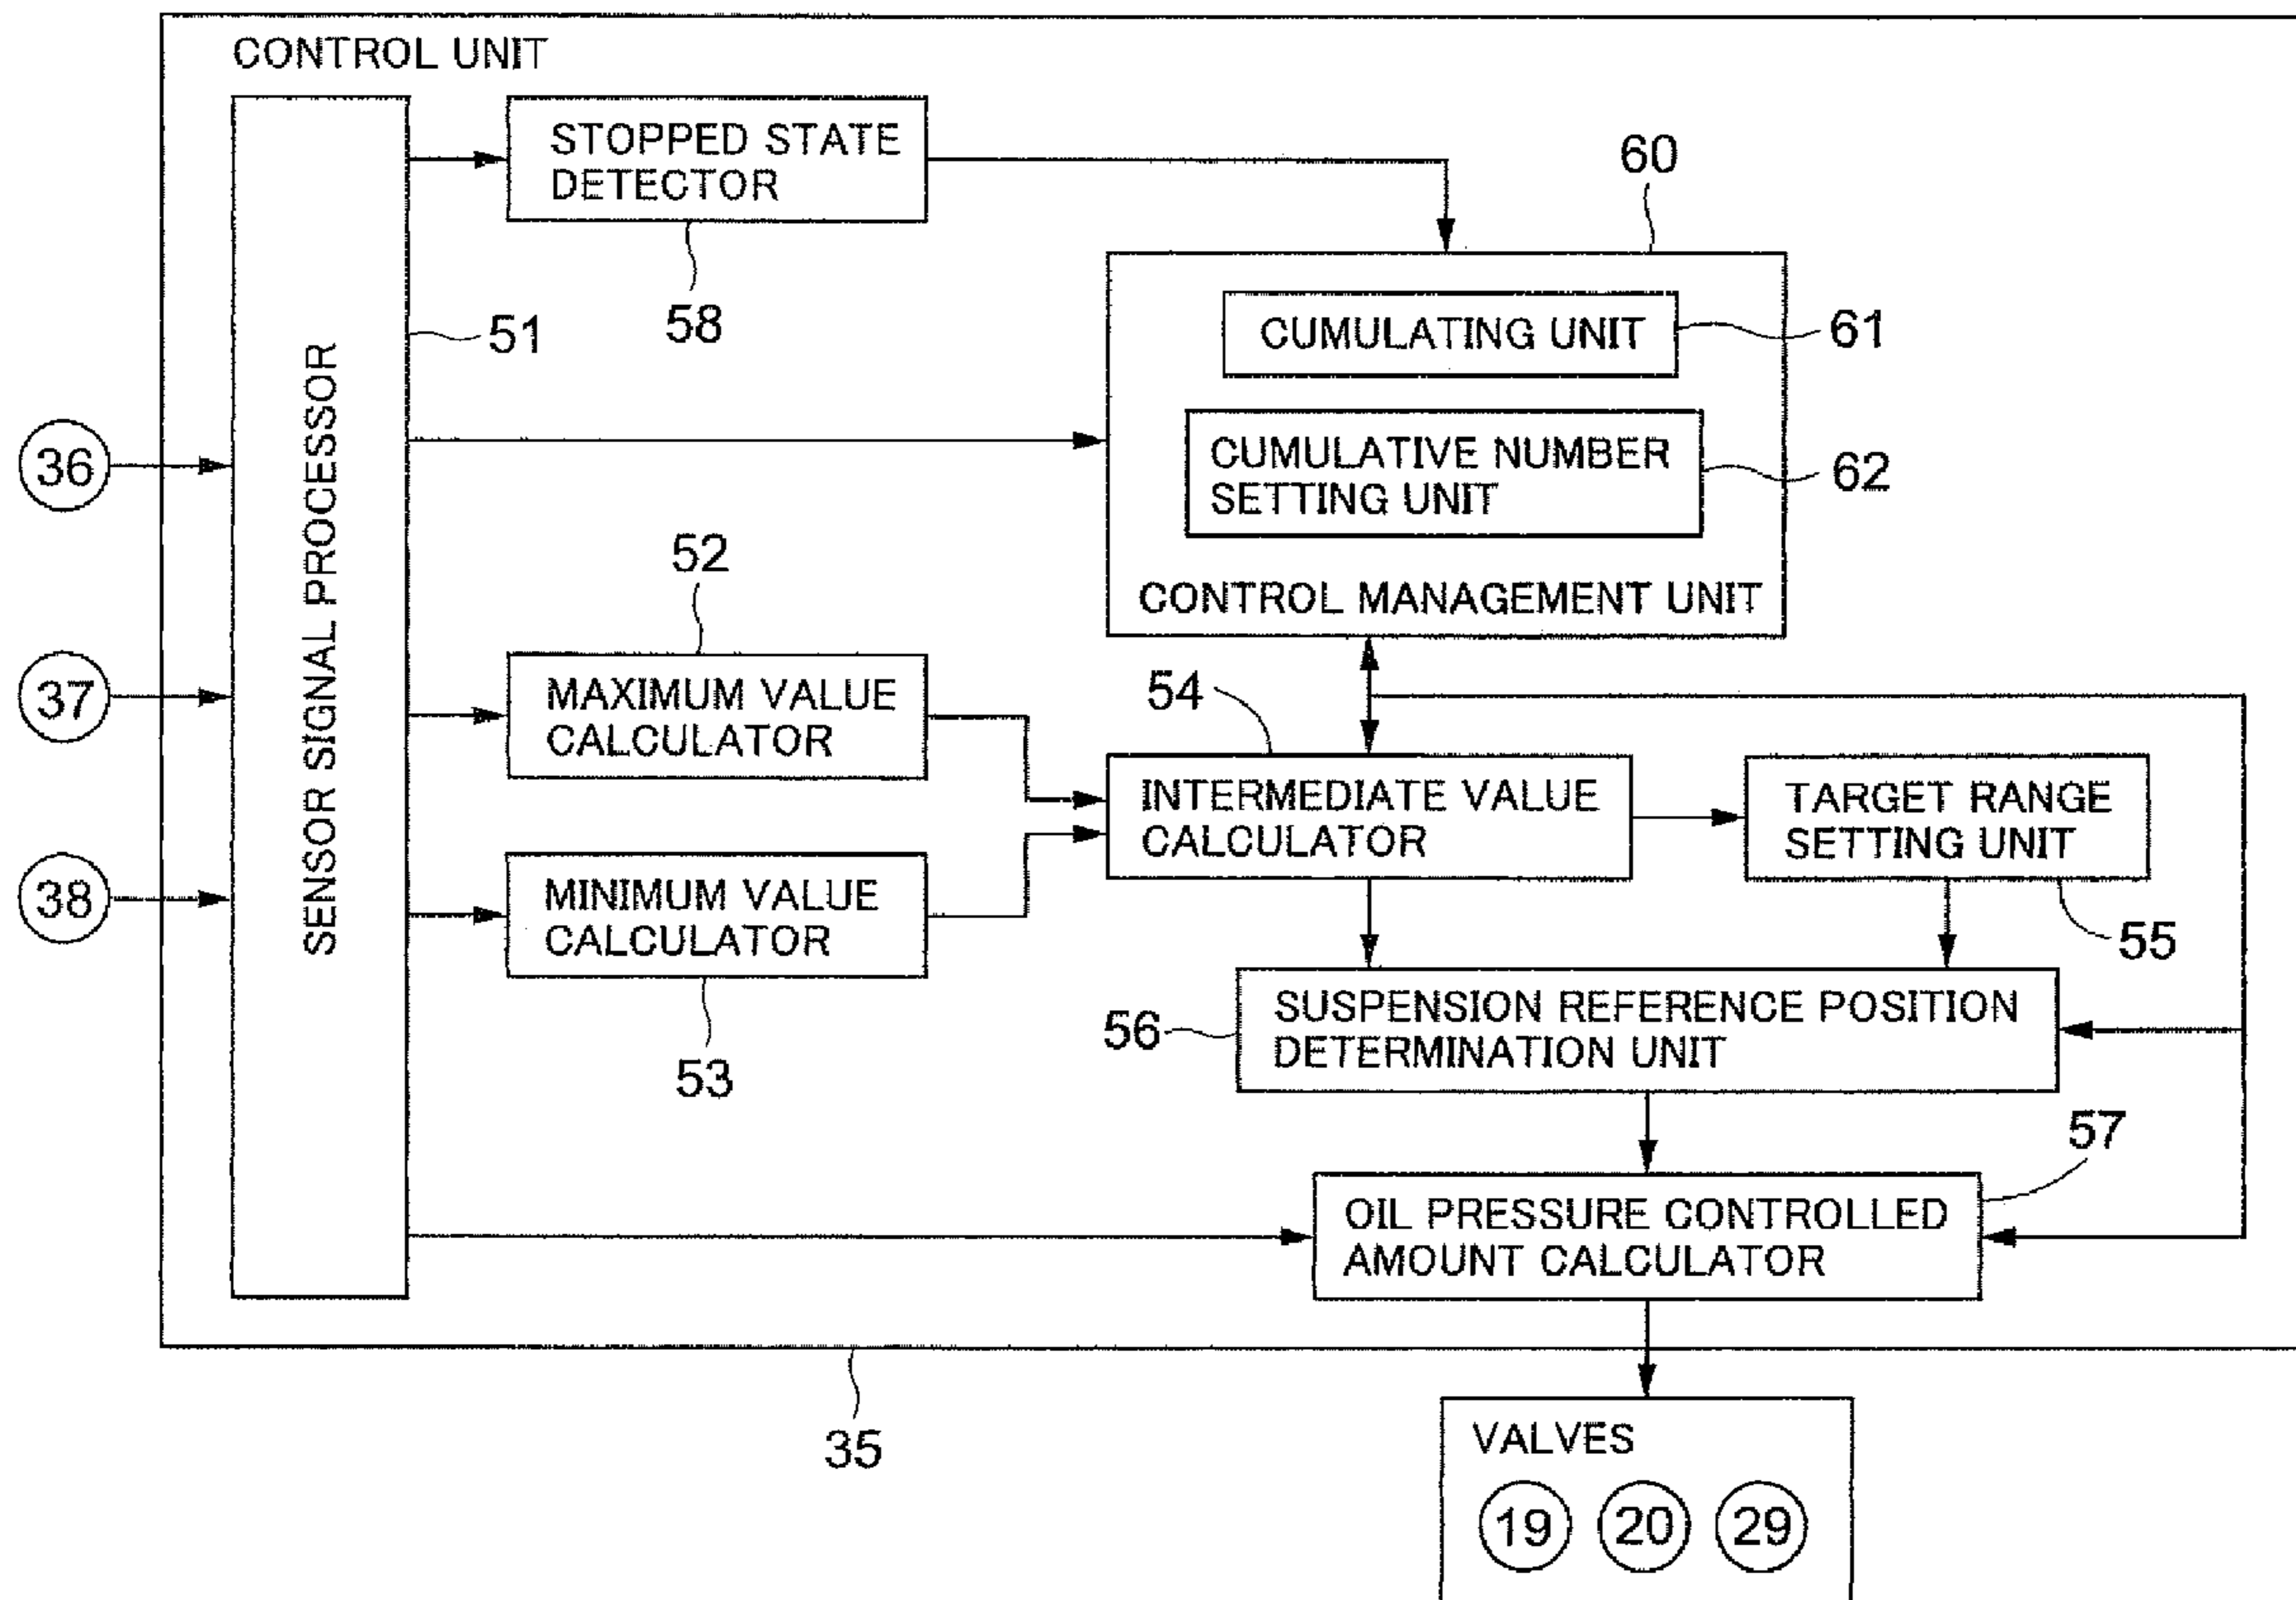 CONTROL UNIT
STOPPED STATE
DETECTOR
58
60
51
SENSOR SIGNAL PROCESSOR
36
37
38
CUMULATING UNIT
61
CUMULATIVE NUMBER
SETTING UNIT
62
CONTROL MANAGEMENT UNIT
52
MAXIMUM VALUE
CALCULATOR
MINIMUM VALUE
CALCULATOR
53
54
INTERMEDIATE VALUE
CALCULATOR
TARGET RANGE
SETTING UNIT
55
56
SUSPENSION REFERENCE POSITION
DETERMINATION UNIT
57
OIL PRESSURE CONTROLLED
AMOUNT CALCULATOR
35
VALVES
19 20 29